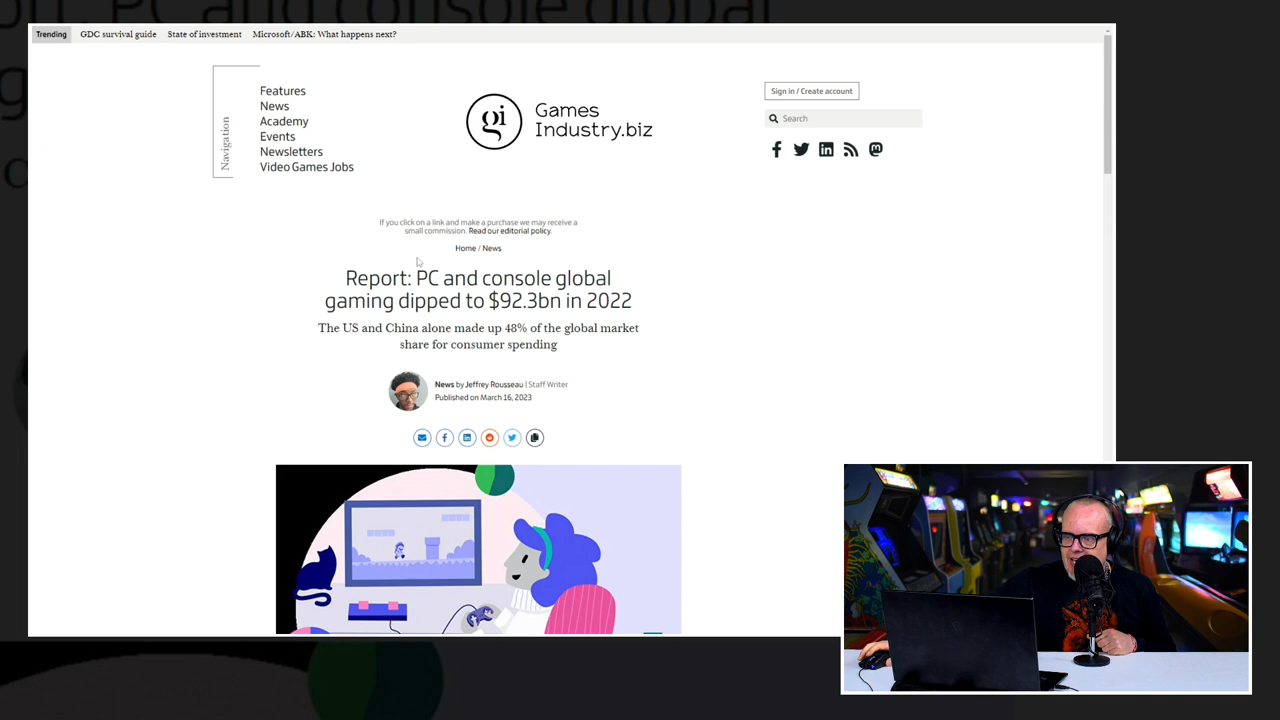 Trending GDC survival guide State of investment Microsoft/ABK: What happens next?
Navigation
Features
News
Academy
Events
Newsletters
Video Games Jobs
gi
Games
Industry.biz
Sign in / Create account
Search
If you click on a link and make a purchase we may receive a
small commission. Read our editorial policy.
Home / News
Report: PC and console global
gaming dipped to $92.3bn in 2022
The US and China alone made up 48% of the global market
share for consumer spending
News by Jeffrey Rousseau | Staff Writer
Published on March 16, 2023